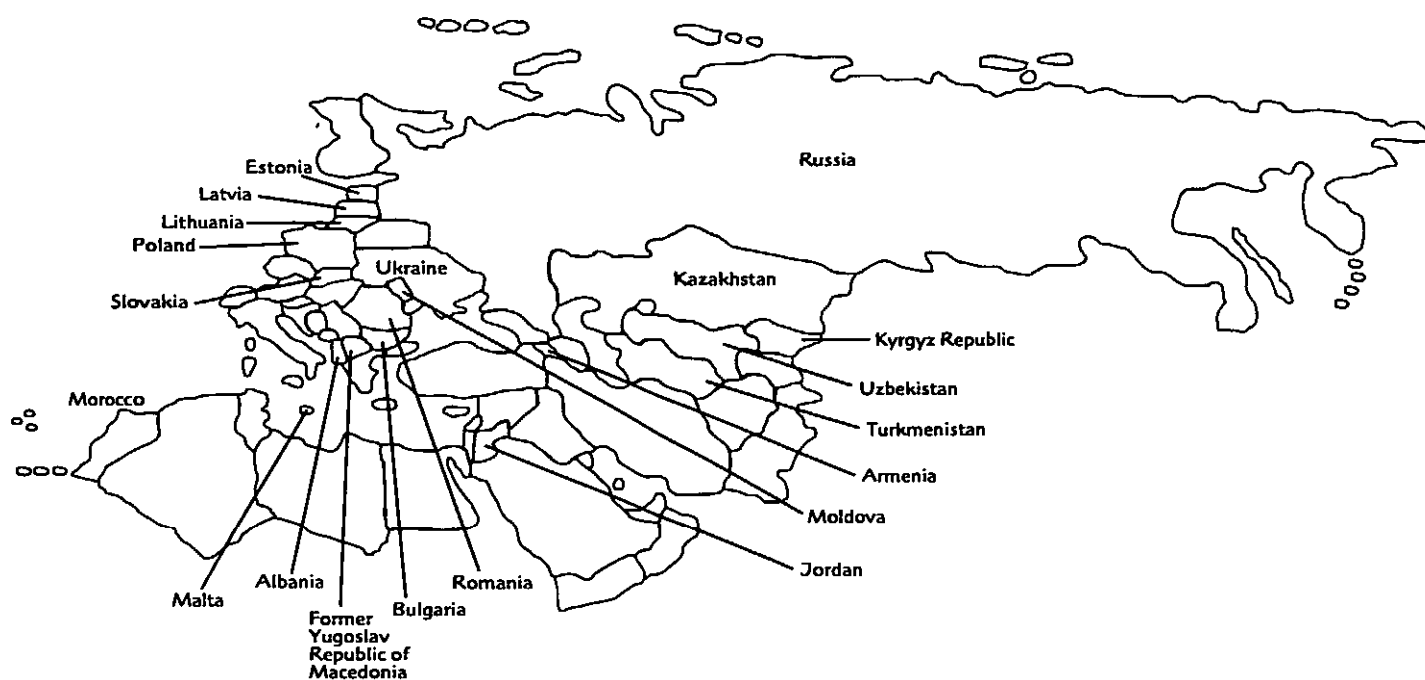 Russia
Estonia
Latvia
Lithuania
Poland
Ukraine
Kazakhstan
Slovakia
Kyrgyz Republic
Uzbekistan
Morocco
Turkmenistan
Armenia
Moldova
Jordan
Albania
Romania
Malta
Bulgaria
Former
Yugoslav
Republic of
Macedonia